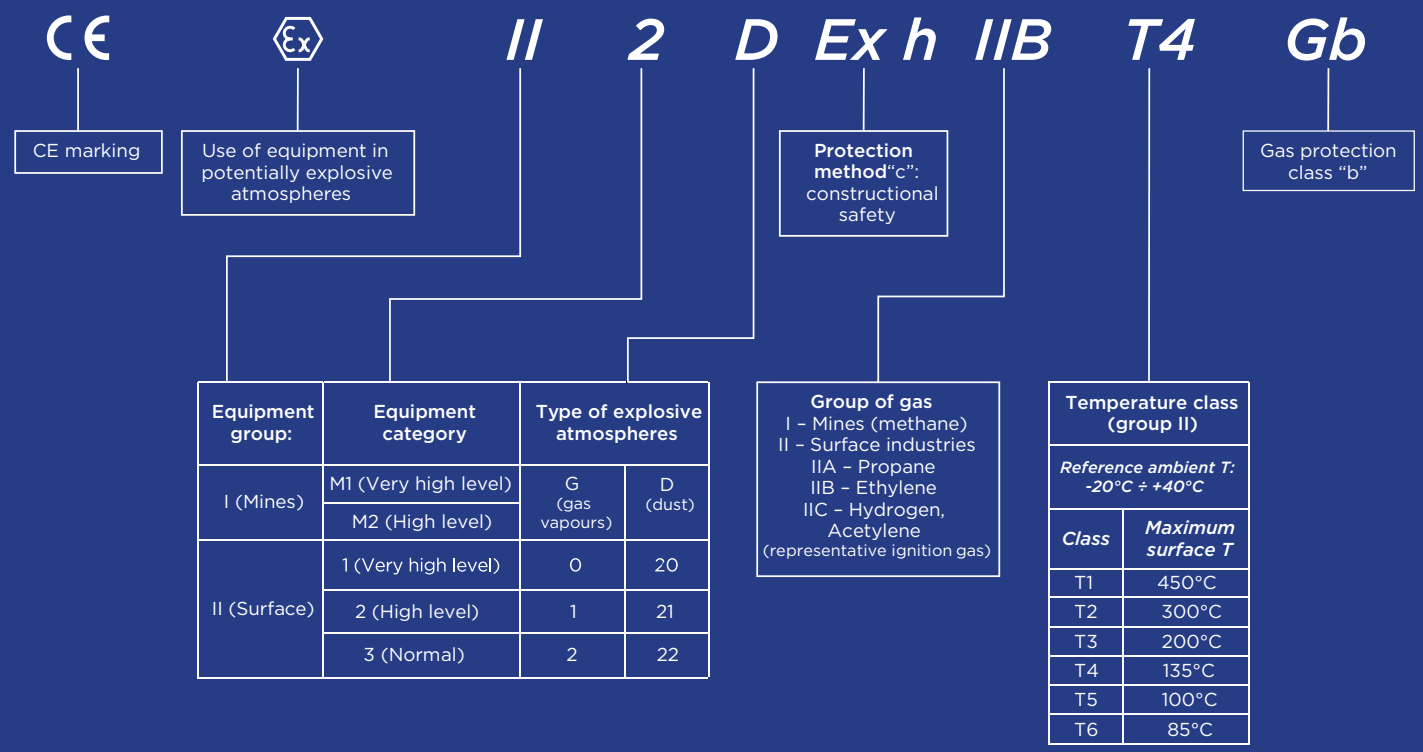 CE Ex II 2 D Ex h IIB T4 Gb
CE marking
Use of equipment in
potentially explosive
atmospheres
Protection
method“c”:
constructional
safety
Gas protection
class “b”
Equipment
group:
Equipment
category
Type of explosive
atmospheres
I (Mines)
M1 (Very high level)
M2 (High level)
G
(gas
vapours)
D
(dust)
II (Surface)
1 (Very high level)
0
20
2 (High level)
1
21
3 (Normal)
2
22
Group of gas
I – Mines (methane)
II – Surface industries
IIA – Propane
IIB – Ethylene
IIC – Hydrogen,
Acetylene
(representative ignition gas)
Temperature class
(group II)
Reference ambient T:
-20°C ÷ +40°C
Class
Maximum
surface T
T1 450°C
T2 300°C
T3 200°C
T4 135°C
T5 100°C
T6 85°C